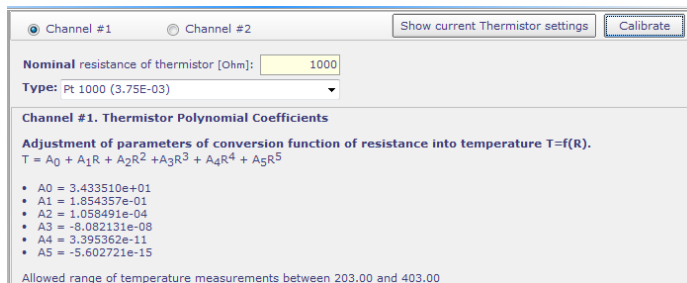 Channel #1 Channel #2 Show current Thermistor settings Calibrate
Nominal resistance of thermistor [Ohm]: 1000
Type: Pt 1000 (3.75E-03)
Channel #1. Thermistor Polynomial Coefficients
Adjustment of parameters of conversion function of resistance into temperature T=f(R).
T = A0 + A1R + A2R2 +A3R3 + A4R4 + A5R5
• A0 = 3.433510e+01
• A1 = 1.854357e-01
• A2 = 1.058491e-04
• A3 = -8.082131e-08
• A4 = 3.395362e-11
• A5 = -5.602721e-15
Allowed range of temperature measurements between 203.00 and 403.00